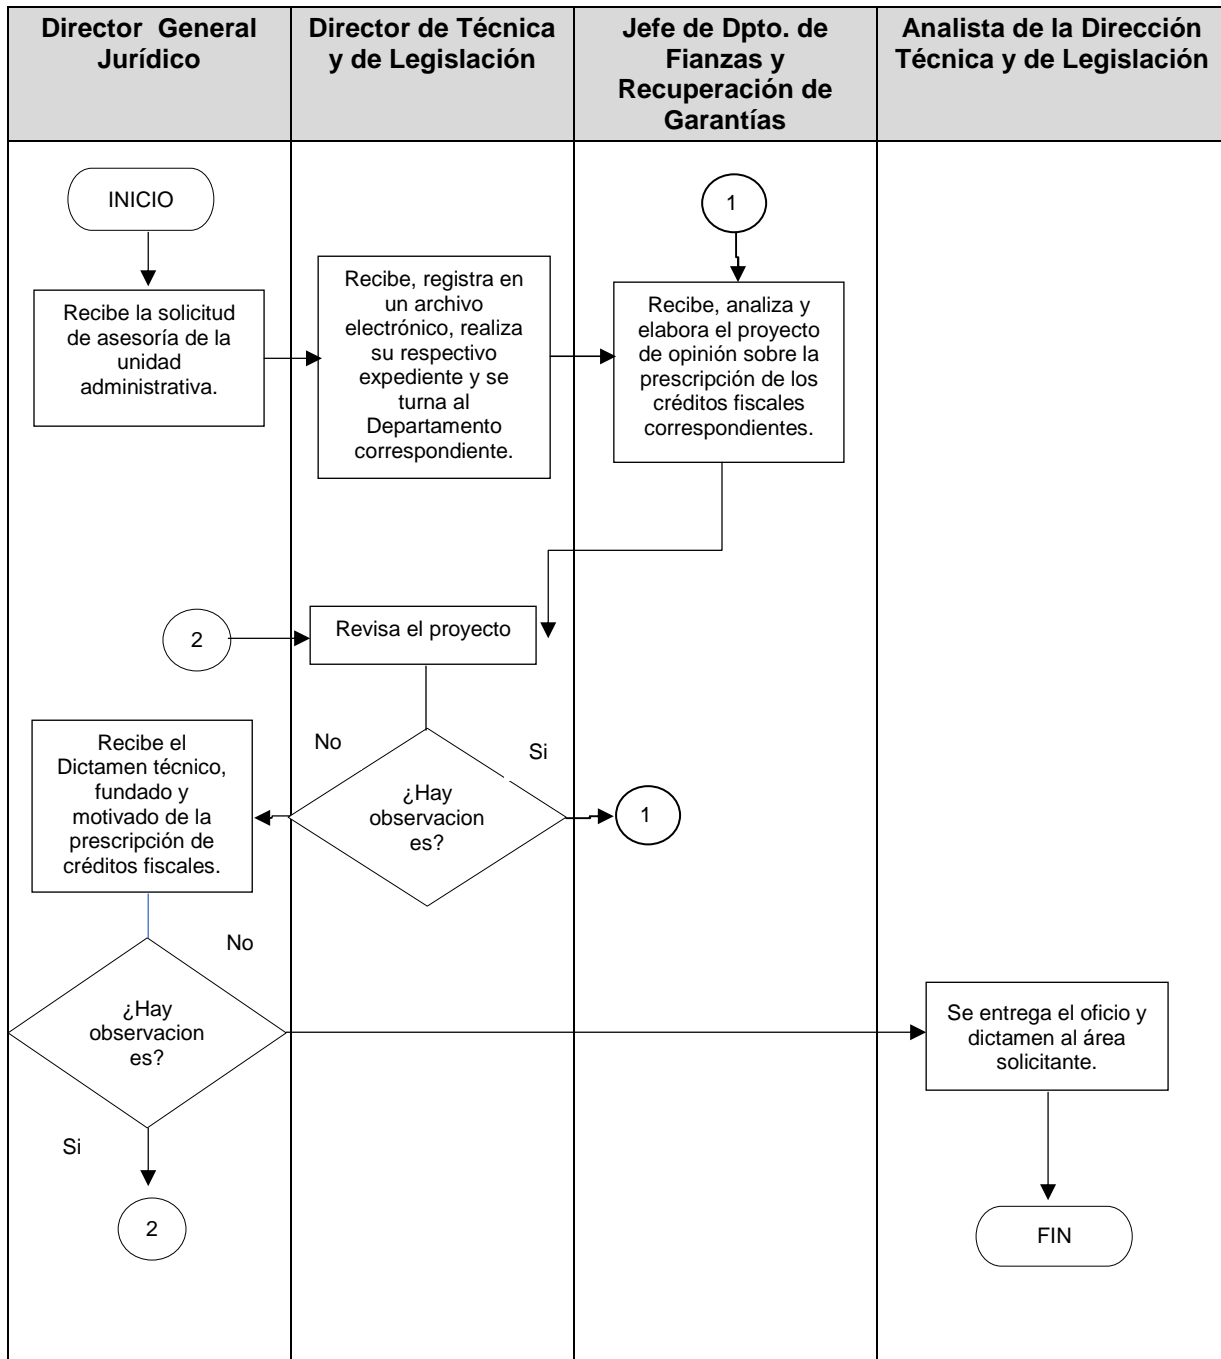 Director General
Jurídico
Director de Técnica
y de Legislación
Jefe de Dpto. de
Fianzas y
Recuperación de
Garantías
Analista de la Dirección
Técnica y de Legislación
INICIO
1
Recibe la solicitud
de asesoría de la
unidad
administrativa.
Recibe, registra en
un archivo
electrónico, realiza
su respectivo
expediente y se
turna al
Departamento
correspondiente.
Recibe, analiza y
elabora el proyecto
de opinión sobre la
prescripción de los
créditos fiscales
correspondientes.
2
Revisa el proyecto
No
Si
¿Hay
observacion
es?
1
Recibe el
Dictamen técnico,
fundado y
motivado de la
prescripción de
créditos fiscales.
No
¿Hay
observacion
es?
Si
2
Se entrega el oficio y
dictamen al área
solicitante.
FIN